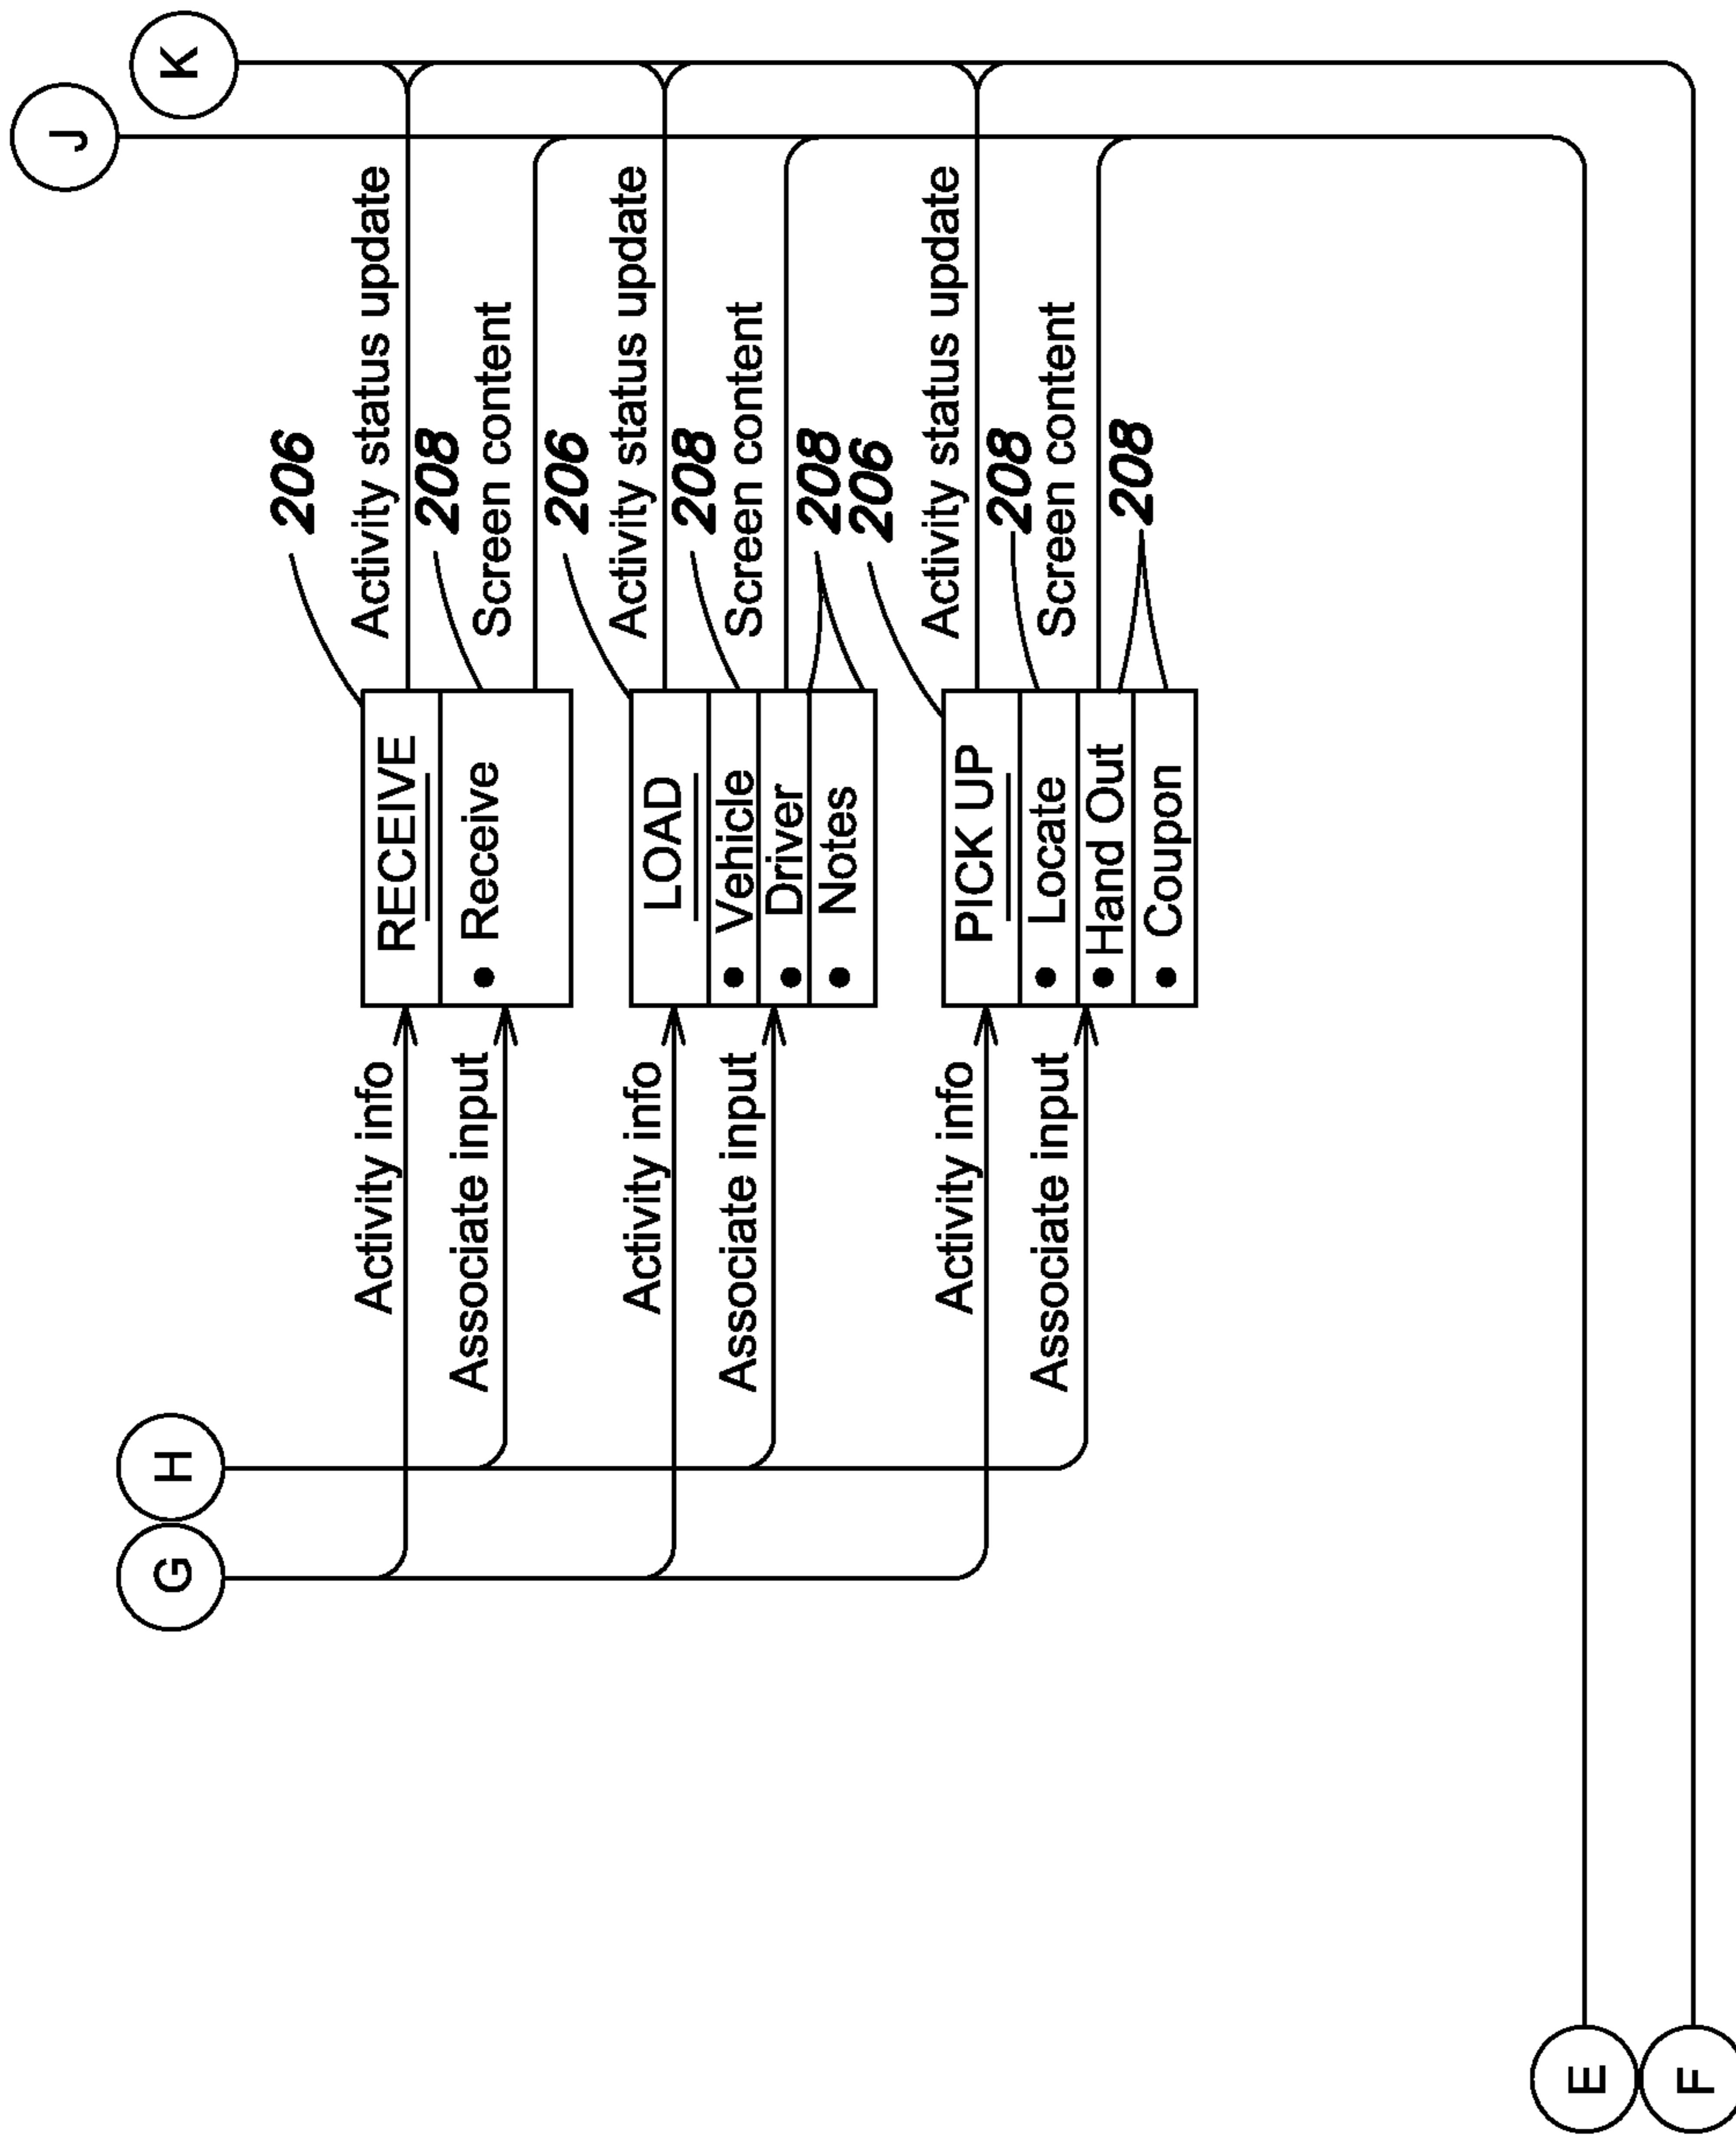 J
G
H
K
206
Activity info
RECEIVE
Activity status update
208
Associate input
• Receive
Screen content
206
Activity info
LOAD
Activity status update
208
Associate input
• Vehicle
Screen content
• Driver
208
• Notes
206
Activity info
PICK UP
Activity status update
208
Associate input
• Locate
Screen content
• Hand Out
208
• Coupon
E
F